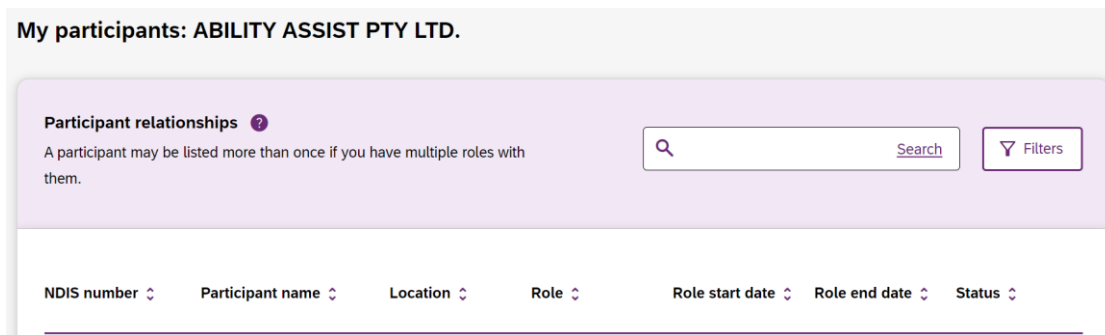 My participants: ABILITY ASSIST PTY LTD.
Participant relationships ?
A participant may be listed more than once if you have multiple roles with
them.
Search
Filters
NDIS number Participant name Location Role Role start date Role end date Status